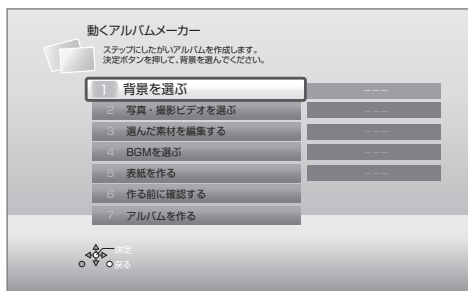 動くアルバムメーカー
ステップにしたがいアルバムを作成します。
決定ボタンを押して、背景を選んでください。
1 背景を選ぶ ---
2 写真・撮影ビデオを選ぶ ---
3 選んだ素材を編集する ---
4 BGMを選ぶ ---
5 表紙を作る ---
6 作る前に確認する
7 アルバムを作る
決定
戻る